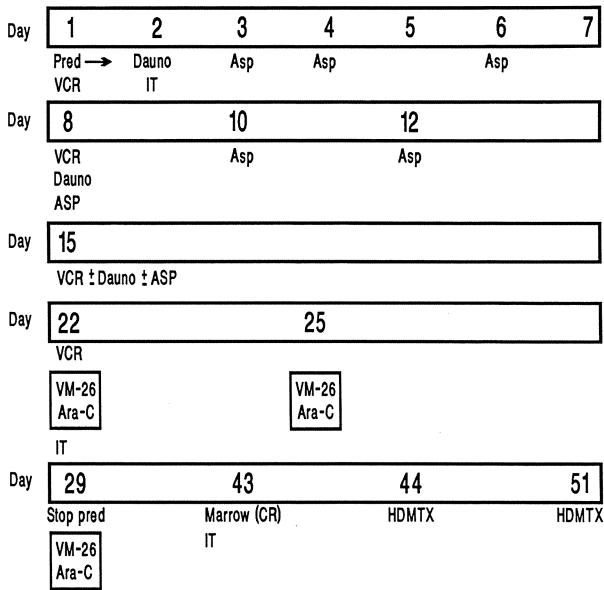 Day 1 2 3 4 5 6 7
Pred → Dauno Asp Asp Asp
VCR IT
Day 8 10 12
VCR Asp Asp
Dauno
ASP
Day 15
VCR ± Dauno ± ASP
Day 22 25
VCR
VM-26 VM-26
Ara-C Ara-C
IT
Day 29 43 44 51
Stop pred Marrow (CR) HDMTX HDMTX
IT
VM-26
Ara-C